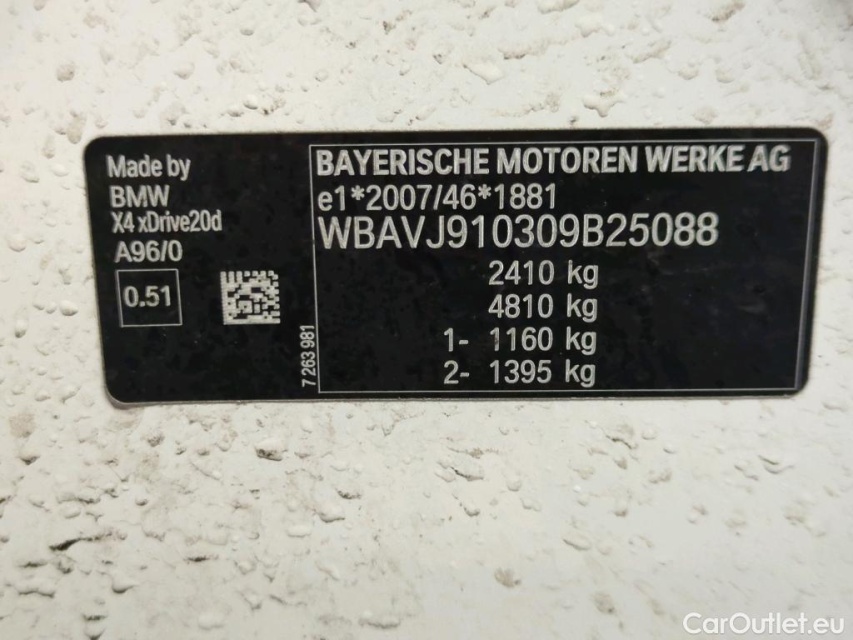 Made by
BMW
X4 xDrive20d
A96/0
0.51
7 263 981
BAYERISCHE MOTOREN WERKE AG
e1*2007/46*1881
WBAVJ910309B25088
2410 kg
4810 kg
1- 1160 kg
2- 1395 kg
CarOutlet.eu